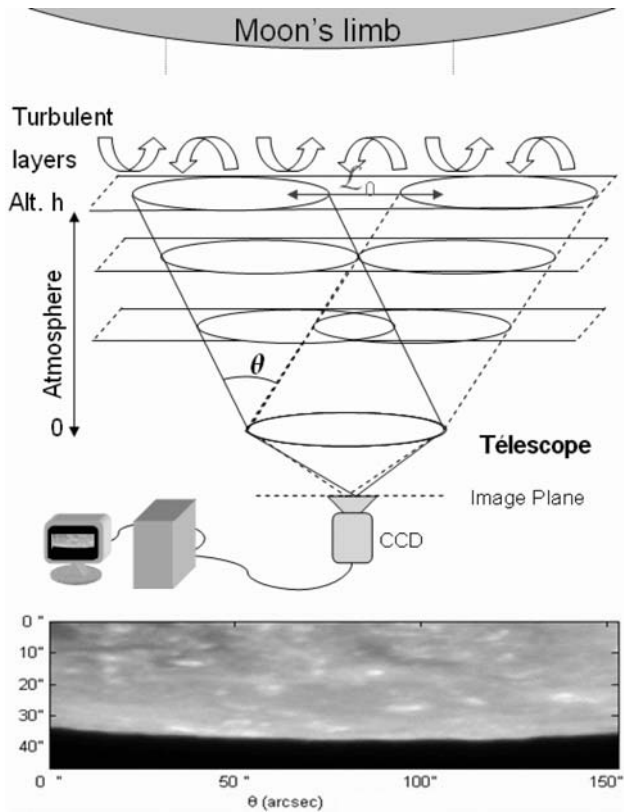 Moon's limb
Turbulent
layers
ℒ₀
Alt. h
Atmosphere
θ
0
Télescope
Image Plane
CCD
0 "
10"
20"
30"
40"
0 " 50 " 100" 150"
θ (arcsec)